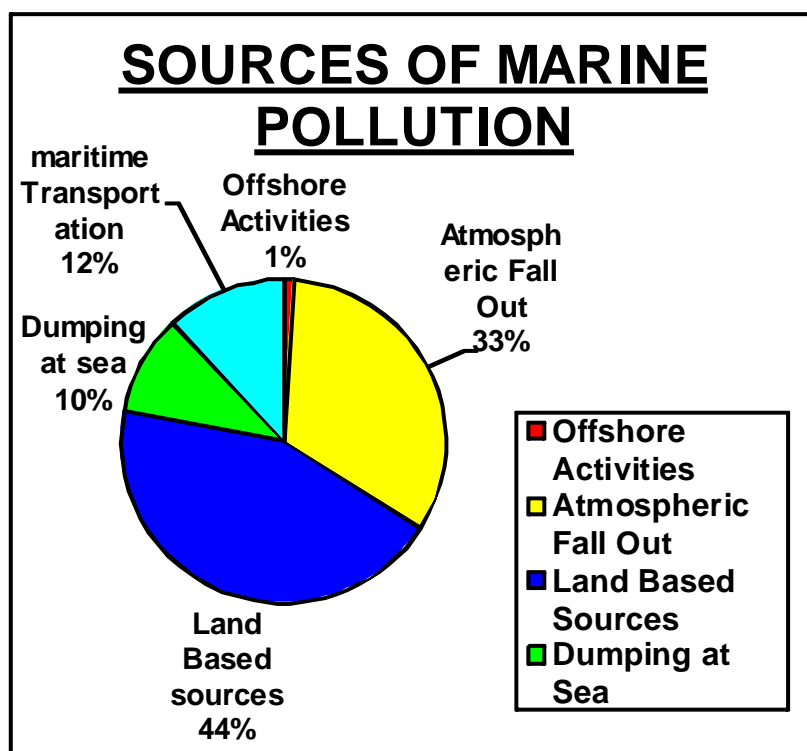 SOURCES OF MARINE
POLLUTION
maritime
Transport
ation
12%
Offshore
Activities
1%
Atmosph
eric Fall
Out
33%
Dumping
at sea
10%
Land
Based
sources
44%
Offshore
Activities
Atmospheric
Fall Out
Land Based
Sources
Dumping at
Sea